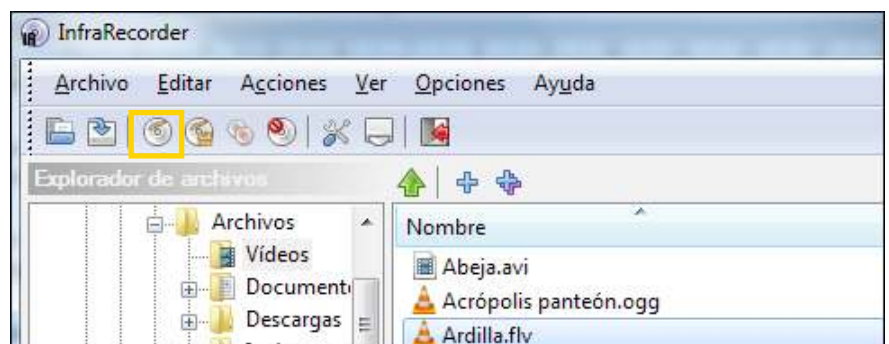 InfraRecorder
Archivo Editar Acciones Ver Opciones Ayuda
Explorador de archivos
Archivos
Vídeos
Document
Descargas
Nombre
Abeja.avi
Acrópolis panteón.ogg
Ardilla.flv